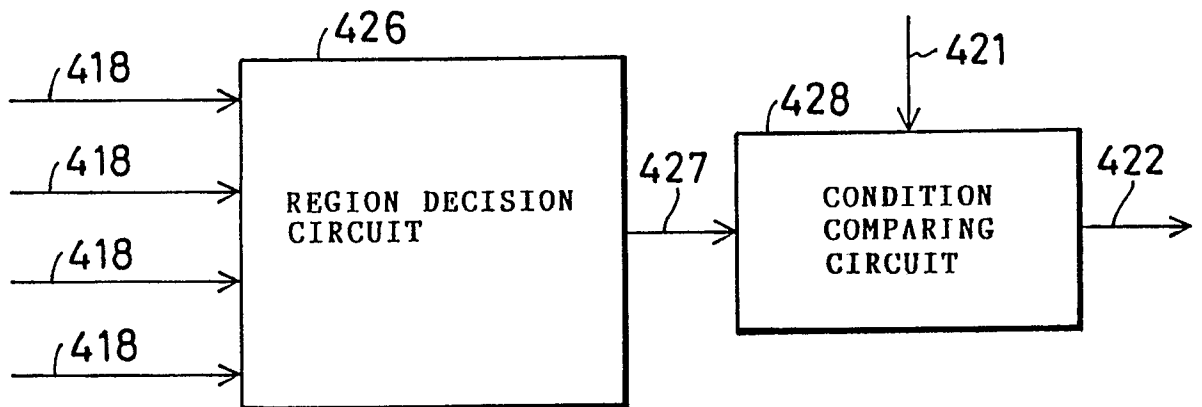 426
418
418
418
418
REGION DECISION
CIRCUIT
427
421
428
CONDITION
COMPARING
CIRCUIT
422